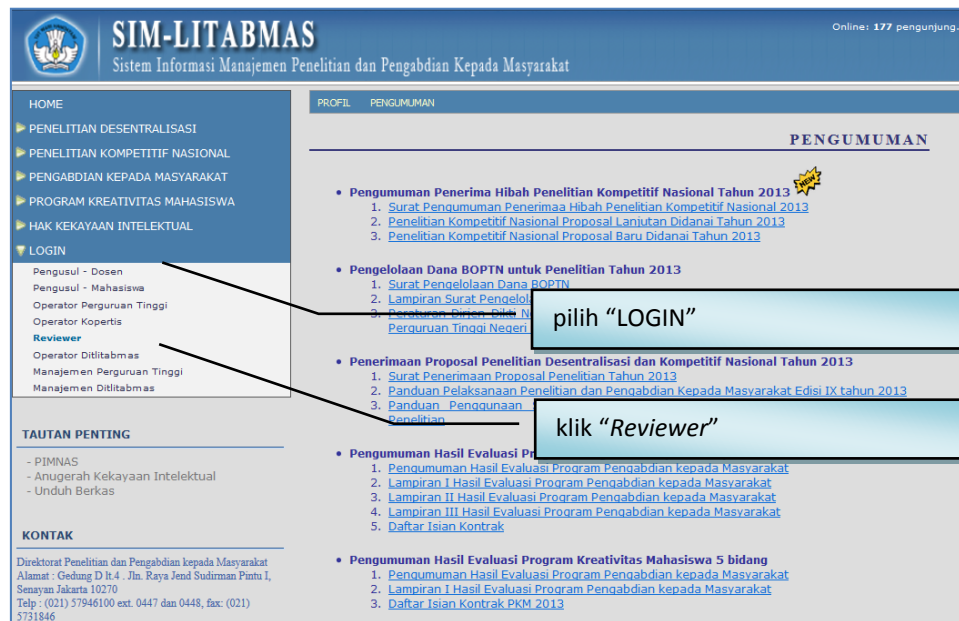 SIM-LITABMAS
Sistem Informasi Manajemen Penelitian dan Pengabdian Kepada Masyarakat
Online: 177 pengunjung.
HOME
PENELITIAN DESENTRALISASI
PENELITIAN KOMPETITIF NASIONAL
PENGABDIAN KEPADA MASYARAKAT
PROGRAM KREATIVITAS MAHASISWA
HAK KEKAYAAN INTELEKTUAL
LOGIN
Pengusul - Dosen
Pengusul - Mahasiswa
Operator Perguruan Tinggi
Operator Kopertis
Reviewer
Operator Ditlitabmas
Manajemen Perguruan Tinggi
Manajemen Ditlitabmas
TAUTAN PENTING
- PIMNAS
- Anugerah Kekayaan Intelektual
- Unduh Berkas
KONTAK
Direktorat Penelitian dan Pengabdian kepada Masyarakat
Alamat : Gedung D lt.4 . Jln. Raya Jend Sudirman Pintu I,
Senayan Jakarta 10270
Telp : (021) 57946100 ext. 0447 dan 0448, fax: (021)
5731846
PROFIL PENGUMUMAN
PENGUMUMAN
• Pengumuman Penerima Hibah Penelitian Kompetitif Nasional Tahun 2013 NEW
1. Surat Pengumuman Penerimaa Hibah Penelitian Kompetitif Nasional 2013
2. Penelitian Kompetitif Nasional Proposal Lanjutan Didanai Tahun 2013
3. Penelitian Kompetitif Nasional Proposal Baru Didanai Tahun 2013
• Pengelolaan Dana BOPTN untuk Penelitian Tahun 2013
1. Surat Pengelolaan Dana BOPTN
2. Lampiran Surat
3. Peraturan Dirjen Dikti
Perguruan Tinggi Negeri
pilih “LOGIN”
• Penerimaan Proposal Penelitian Desentralisasi dan Kompetitif Nasional Tahun 2013
1. Surat Penerimaan Proposal Penelitian Tahun 2013
2. Panduan Pelaksanaan Penelitian dan Pengabdian Kepada Masyarakat Edisi IX tahun 2013
3. Panduan Penggunaan
Penelitian
klik “Reviewer”
• Pengumuman Hasil Evaluasi
1. Pengumuman Hasil Evaluasi Program Pengabdian kepada Masyarakat
2. Lampiran I Hasil Evaluasi Program Pengabdian kepada Masyarakat
3. Lampiran II Hasil Evaluasi Program Pengabdian kepada Masyarakat
4. Lampiran III Hasil Evaluasi Program Pengabdian kepada Masyarakat
5. Daftar Isian Kontrak
• Pengumuman Hasil Evaluasi Program Kreativitas Mahasiswa 5 bidang
1. Pengumuman Hasil Evaluasi Program Pengabdian kepada Masyarakat
2. Lampiran I Hasil Evaluasi Program Pengabdian kepada Masyarakat
3. Daftar Isian Kontrak PKM 2013